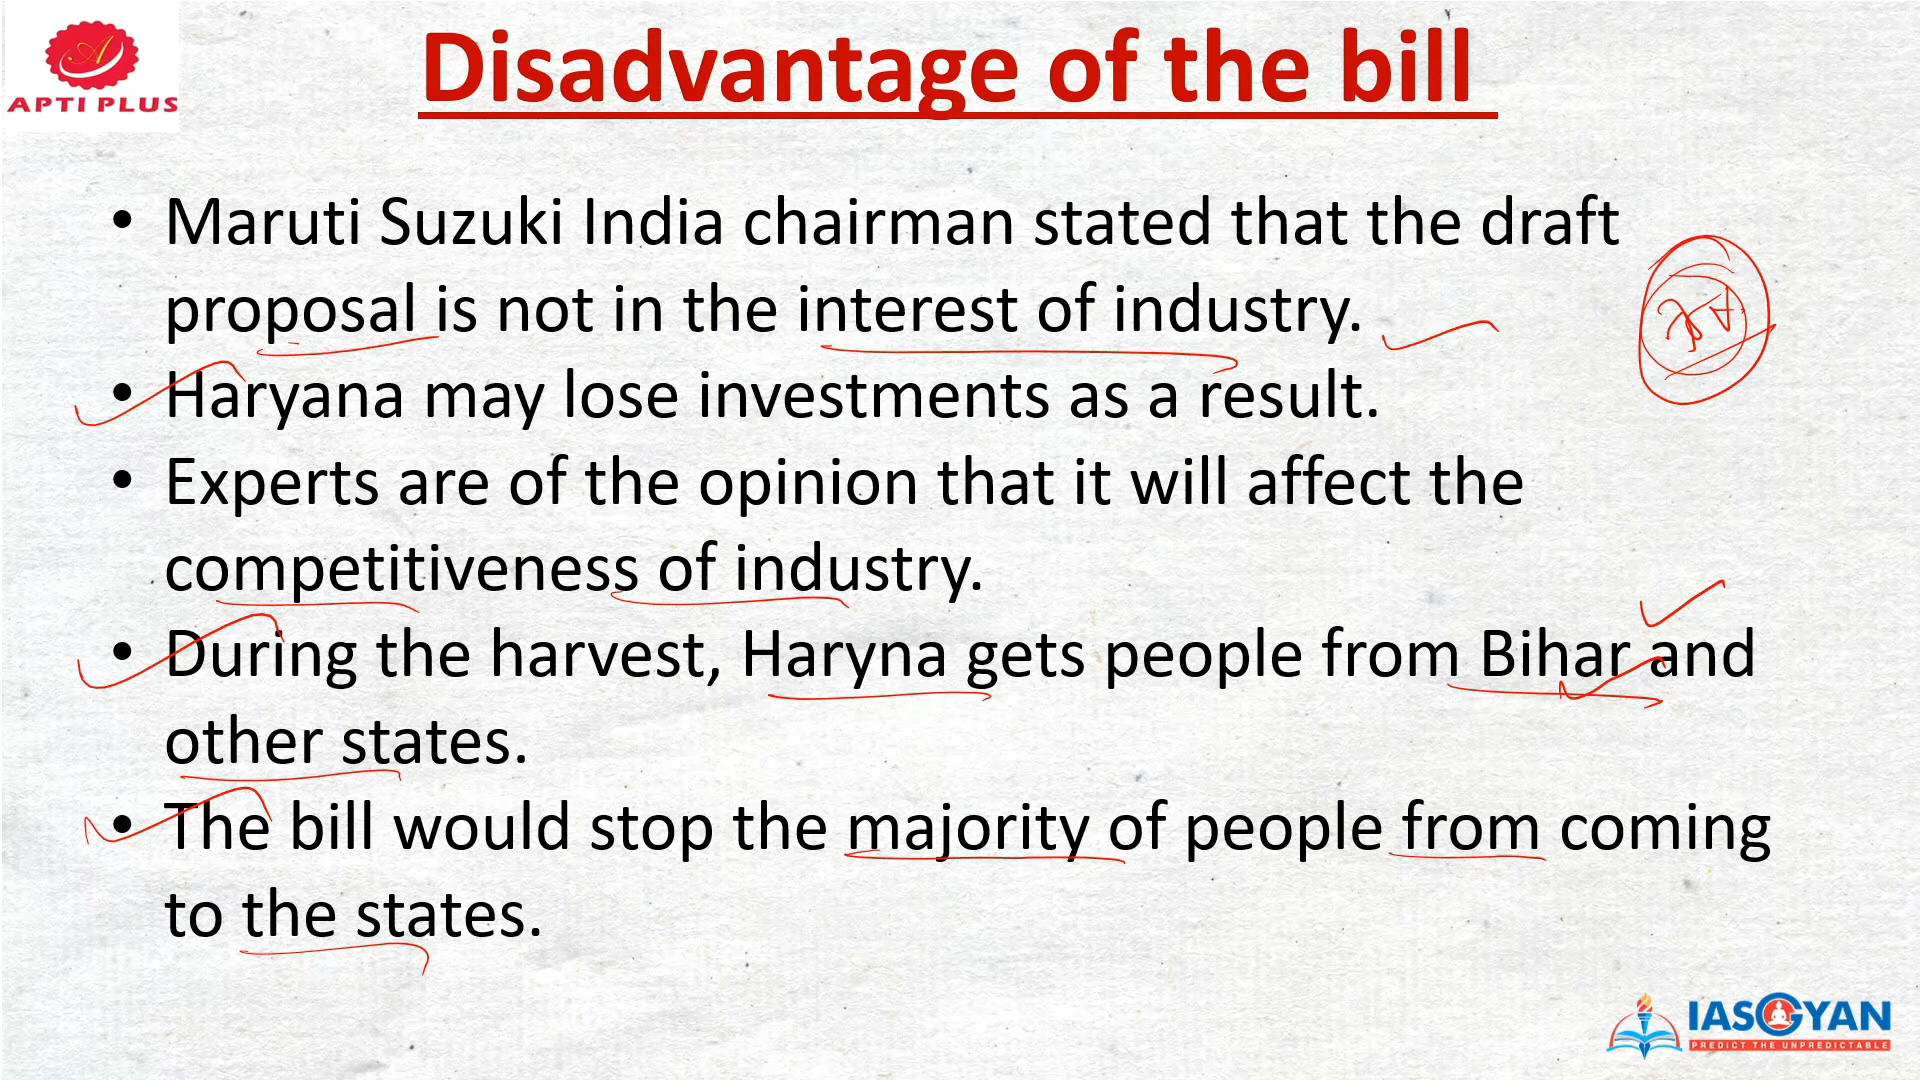 APTI PLUS
Disadvantage of the bill
• Maruti Suzuki India chairman stated that the draft
proposal is not in the interest of industry.
• Haryana may lose investments as a result.
• Experts are of the opinion that it will affect the
competitiveness of industry.
• During the harvest, Haryna gets people from Bihar and
other states.
• The bill would stop the majority of people from coming
to the states.
IASGYAN
PREDICT THE UNPREDICTABLE